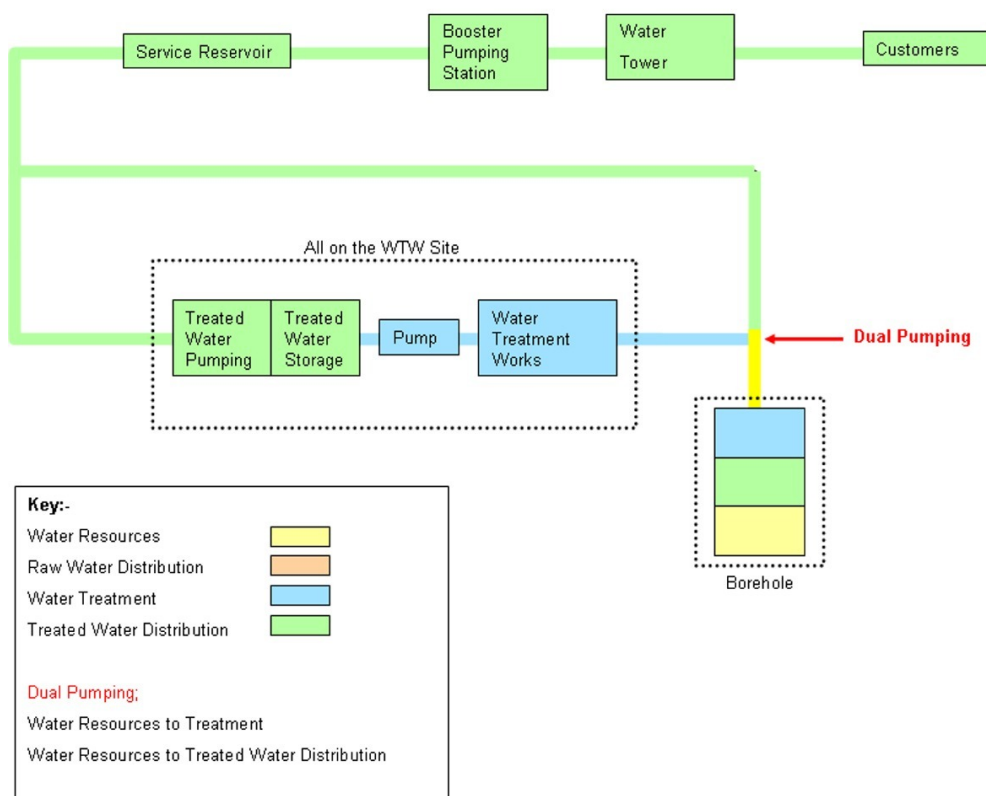 Service Reservoir
Booster
Pumping
Station
Water
Tower
Customers
All on the WTW Site
Treated
Water
Pumping
Treated
Water
Storage
Pump
Water
Treatment
Works
Dual Pumping
Borehole
Key:-
Water Resources
Raw Water Distribution
Water Treatment
Treated Water Distribution
Dual Pumping;
Water Resources to Treatment
Water Resources to Treated Water Distribution